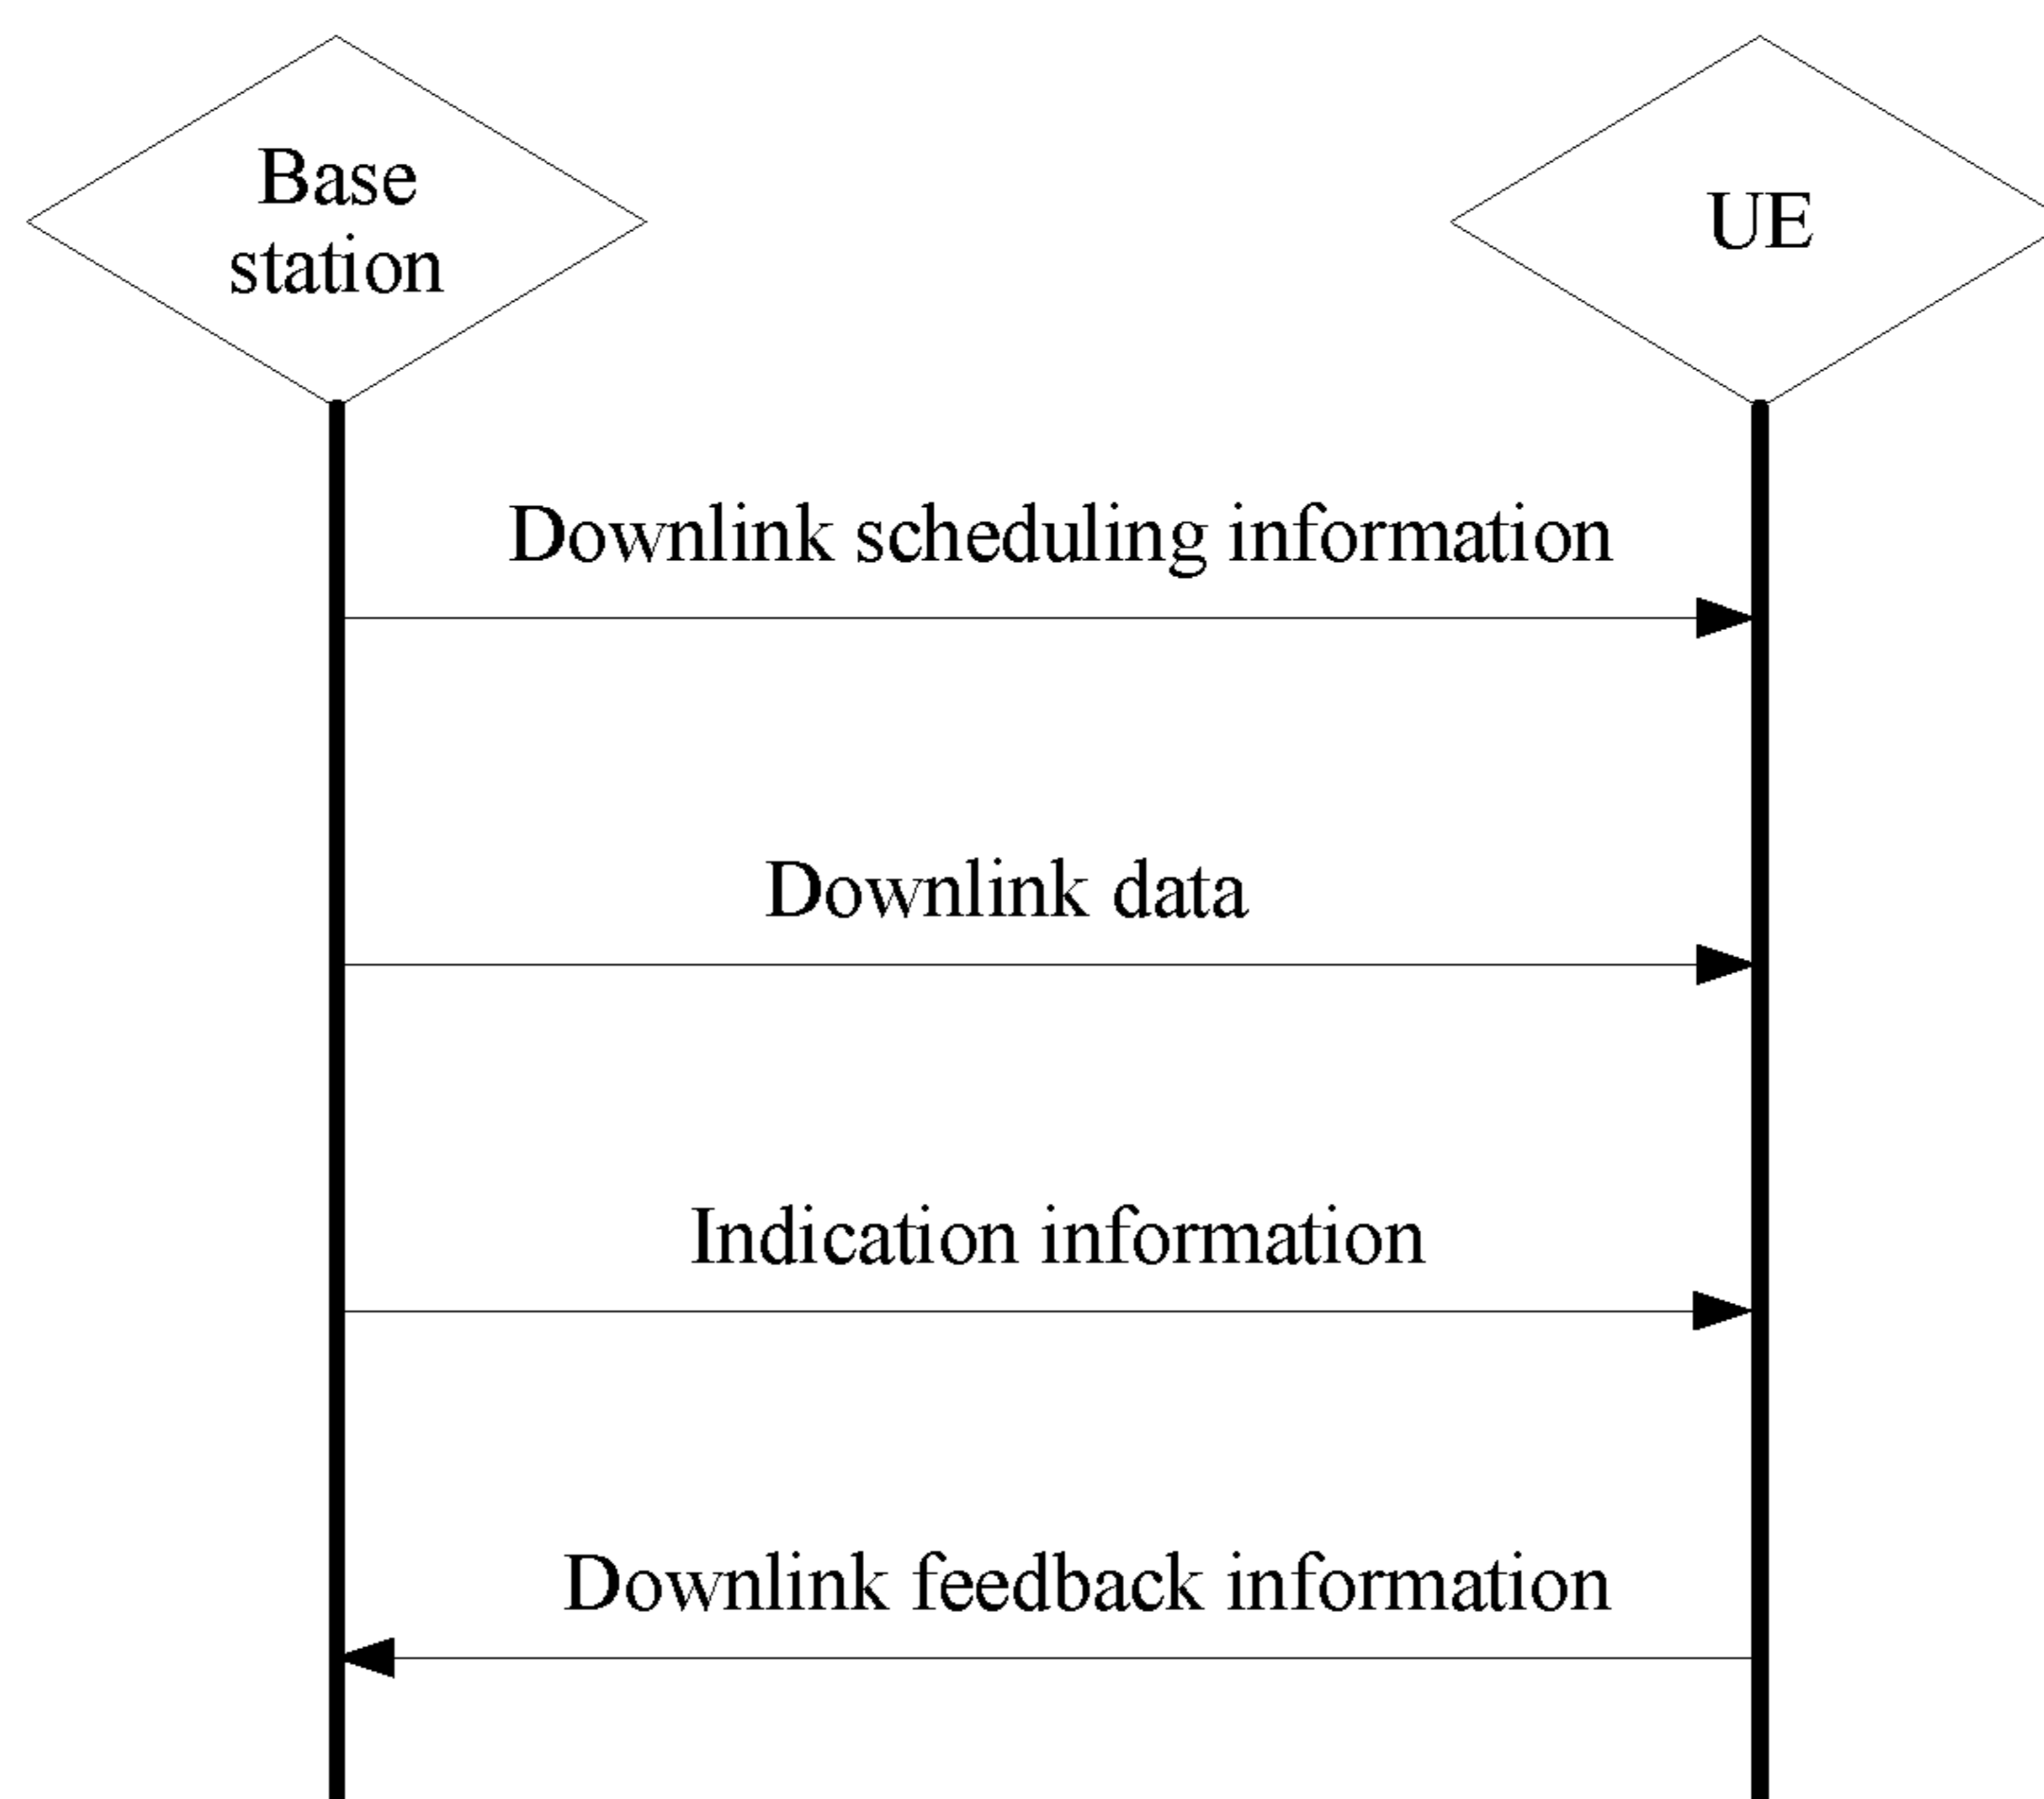 Base
station
UE
Downlink scheduling information
Downlink data
Indication information
Downlink feedback information